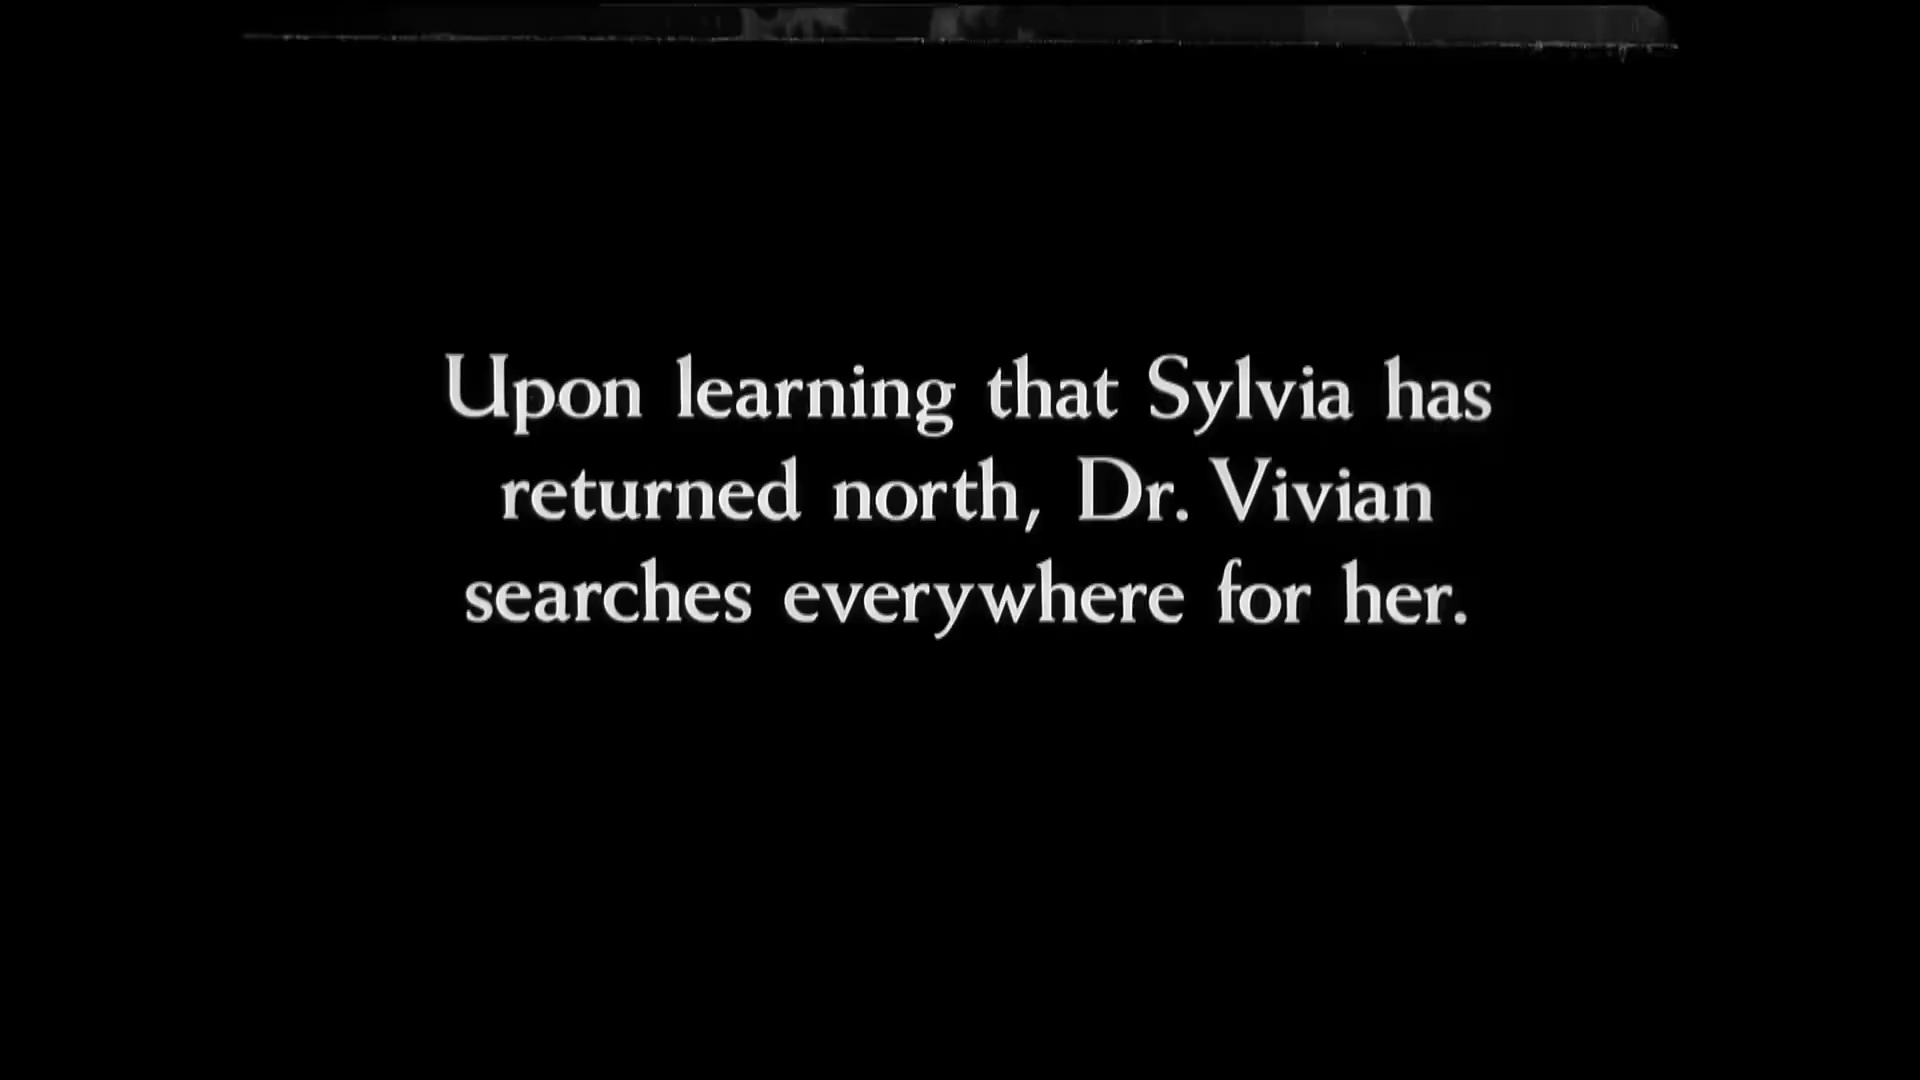 Upon learning that Sylvia has
returned north, Dr. Vivian
searches everywhere for her.